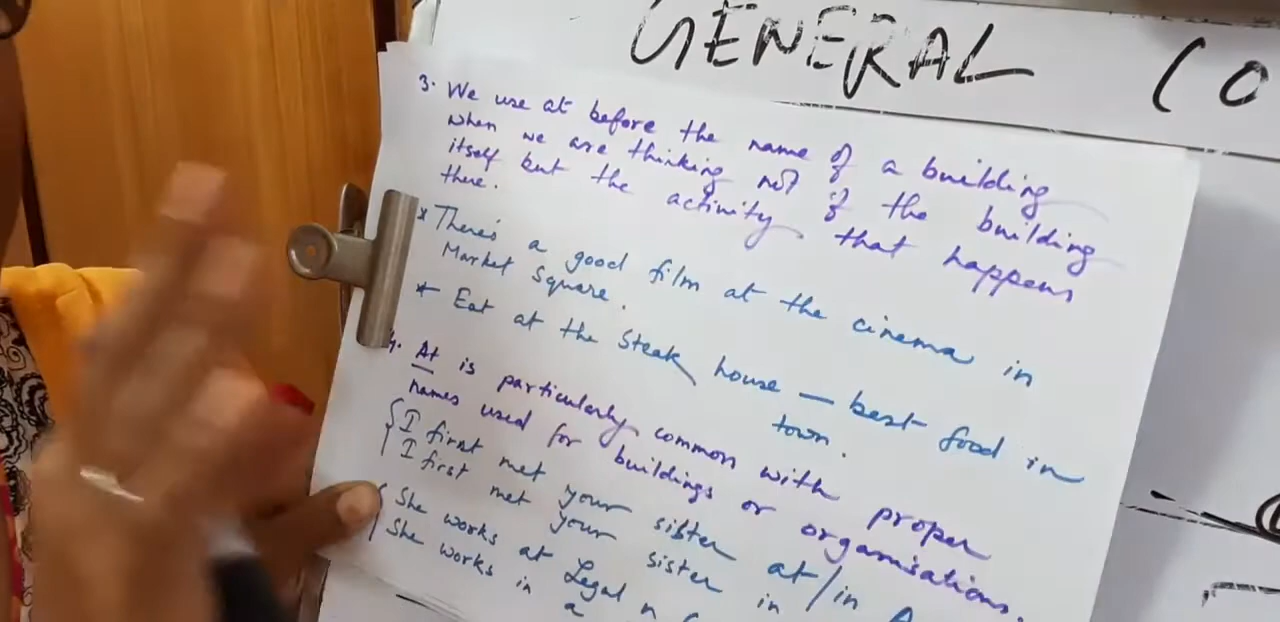 GENERAL CO
3. We use at before the name of a building
when we are thinking not of the building
itself but the activity that happens
there.
* There's a good film at the cinema in
Market Square.
* Eat at the Steak house — best food in
town.
4. At is particularly common with proper
names used for buildings or organisations.
I first met your sister at/in
I first met your sister in
She works at Legal n
She works in a